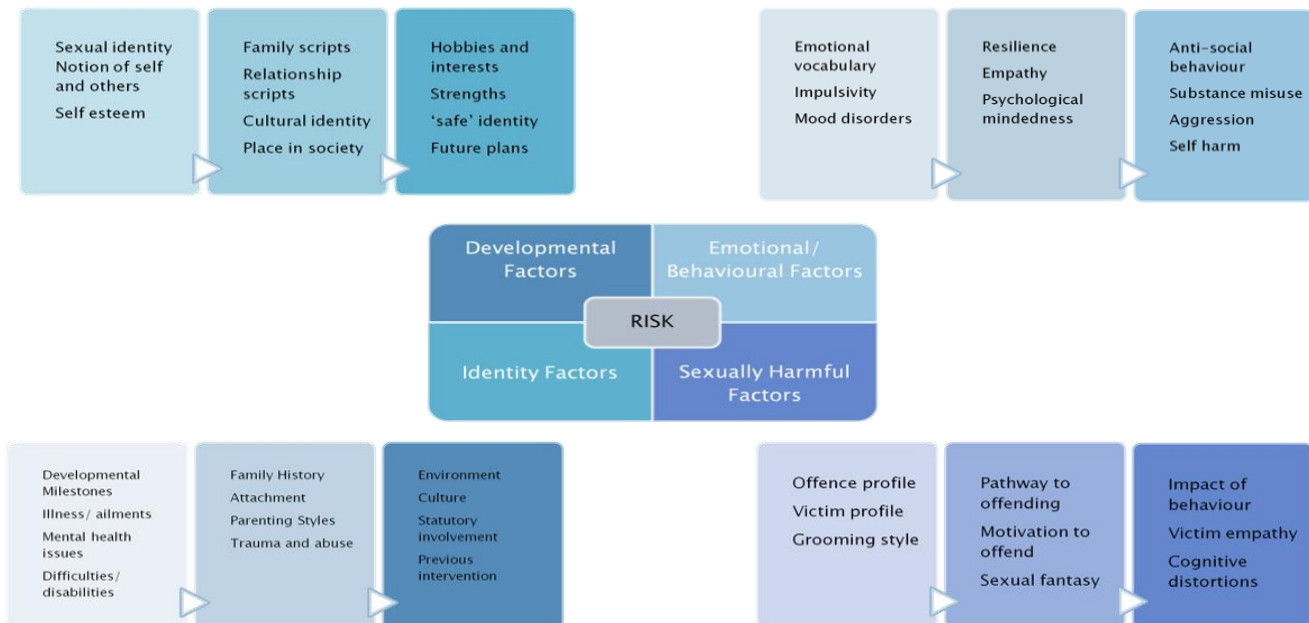 Sexual identity
Notion of self
and others
Self esteem
Family scripts
Relationship
scripts
Cultural identity
Place in society
Hobbies and
interests
Strengths
‘safe’ identity
Future plans
Emotional
vocabulary
Impulsivity
Mood disorders
Resilience
Empathy
Psychological
mindedness
Anti-social
behaviour
Substance misuse
Aggression
Self harm
Developmental
Factors
Emotional/
Behavioural Factors
RISK
Identity Factors
Sexually Harmful
Factors
Developmental
Milestones
Illness/ ailments
Mental health
issues
Difficulties/
disabilities
Family History
Attachment
Parenting Styles
Trauma and abuse
Environment
Culture
Statutory
involvement
Previous
intervention
Offence profile
Victim profile
Grooming style
Pathway to
offending
Motivation to
offend
Sexual fantasy
Impact of
behaviour
Victim empathy
Cognitive
distortions